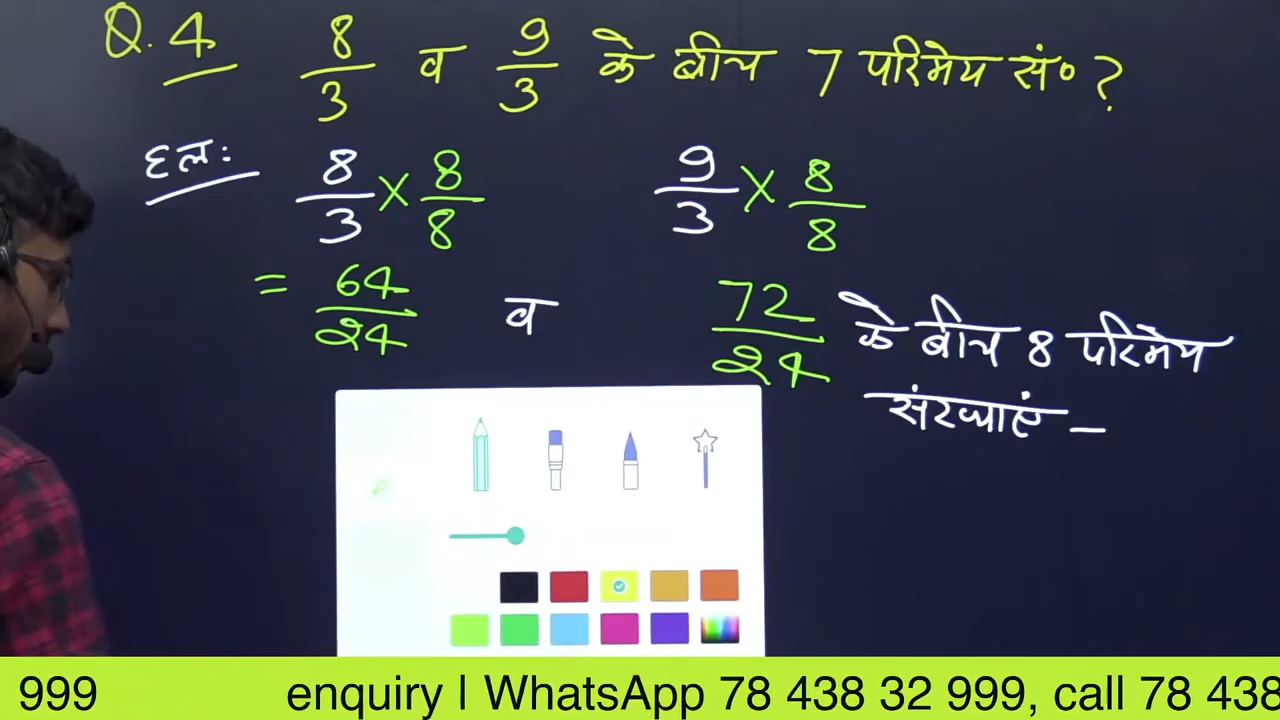 Q. 4 8/3 व 9/3 के बीच 7 परिमेय सं० ?
हल: 8/3 × 8/8 9/3 × 8/8
= 64/24 व 72/24 के बीच 8 परिमेय
संख्याएं –
999 enquiry | WhatsApp 78 438 32 999, call 78 438